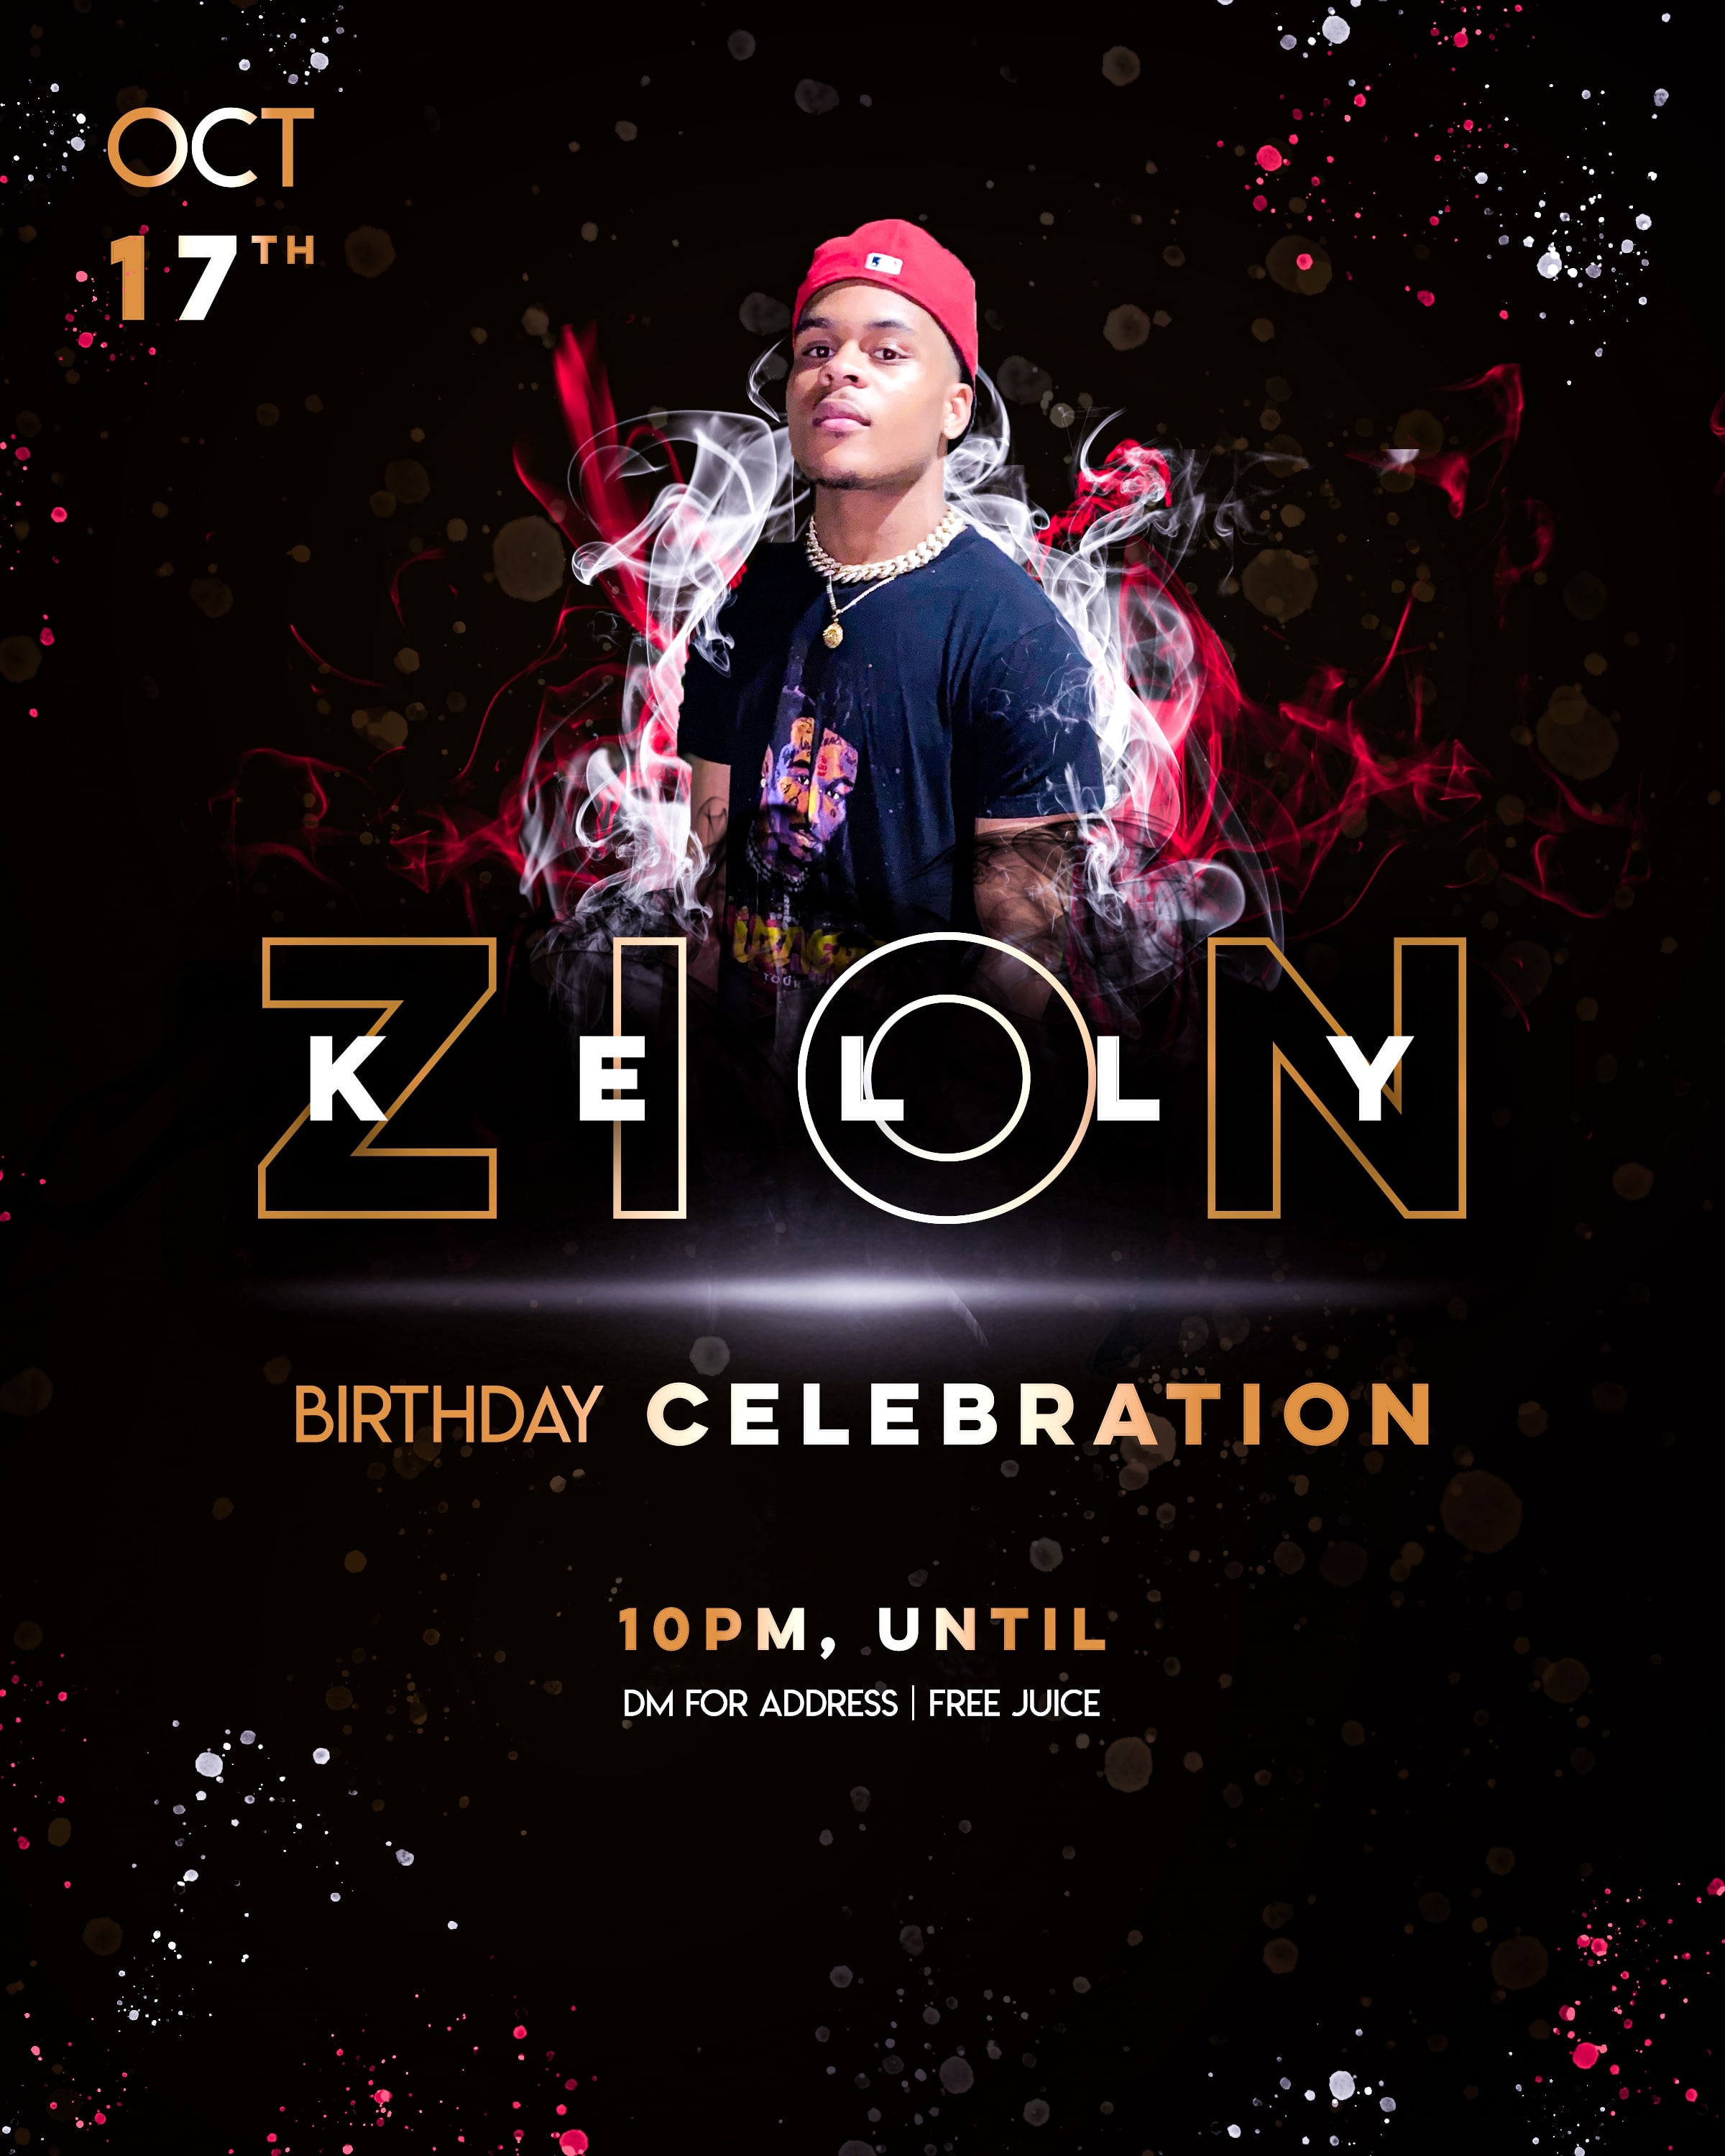 OCT
17TH
ZION
KELLY
BIRTHDAY CELEBRATION
10PM, UNTIL
DM FOR ADDRESS | FREE JUICE